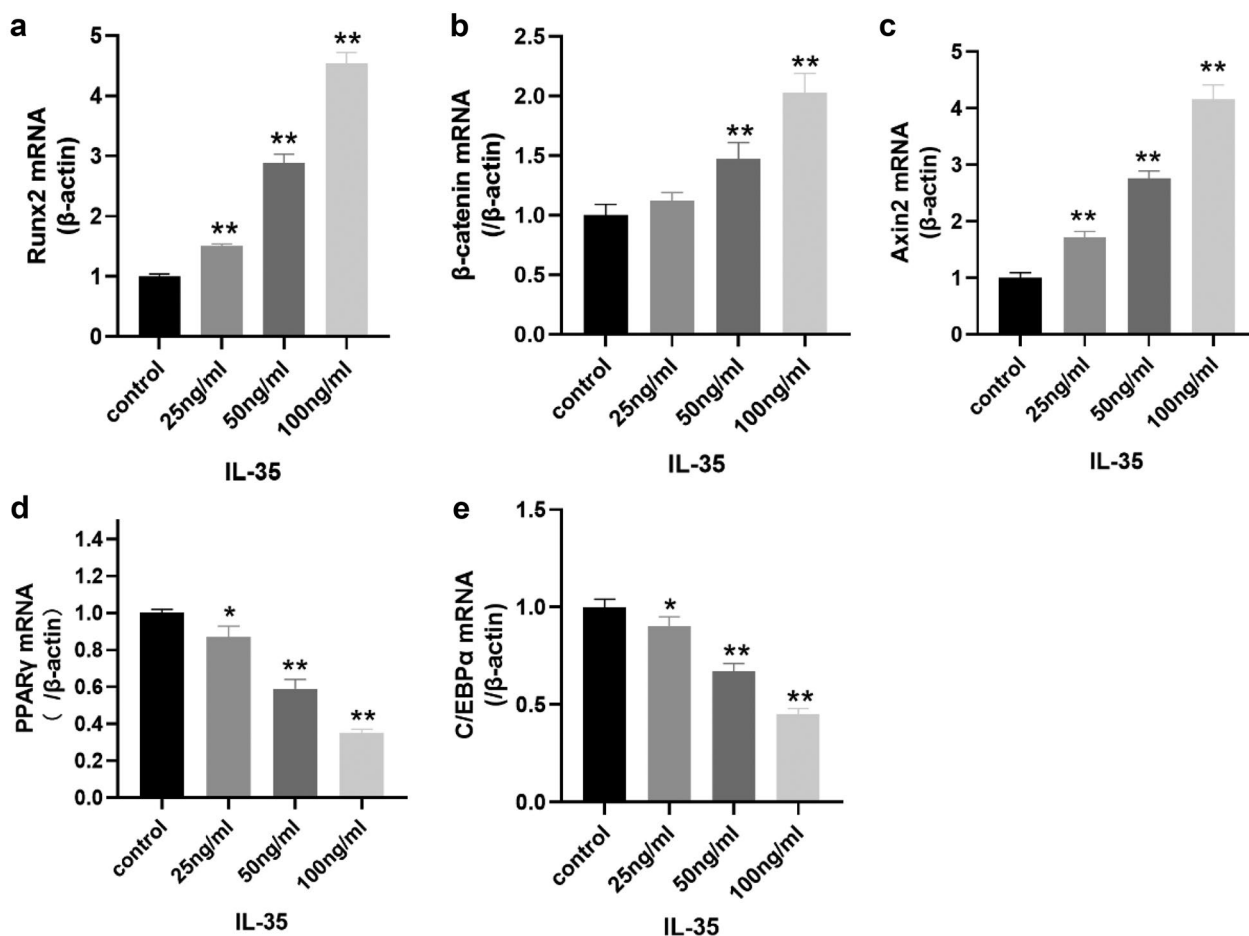 a
Runx2 mRNA
(β-actin)
5
4
3
2
1
0
**
**
**
control
25ng/ml
50ng/ml
100ng/ml
IL-35
b
β-catenin mRNA
(/β-actin)
2.5
2.0
1.5
1.0
0.5
0.0
**
**
control
25ng/ml
50ng/ml
100ng/ml
IL-35
c
Axin2 mRNA
(β-actin)
5
4
3
2
1
0
**
**
**
control
25ng/ml
50ng/ml
100ng/ml
IL-35
d
PPARγ mRNA
( /β-actin)
1.4
1.2
1.0
0.8
0.6
0.4
0.2
0.0
*
**
**
control
25ng/ml
50ng/ml
100ng/ml
IL-35
e
C/EBPα mRNA
(/β-actin)
1.5
1.0
0.5
0.0
*
**
**
control
25ng/ml
50ng/ml
100ng/ml
IL-35